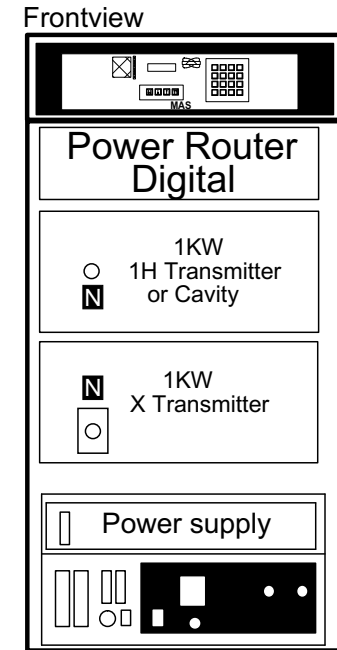 Frontview
MAS
Power Router
Digital
1KW
1H Transmitter
or Cavity
N
N
1KW
X Transmitter
Power supply